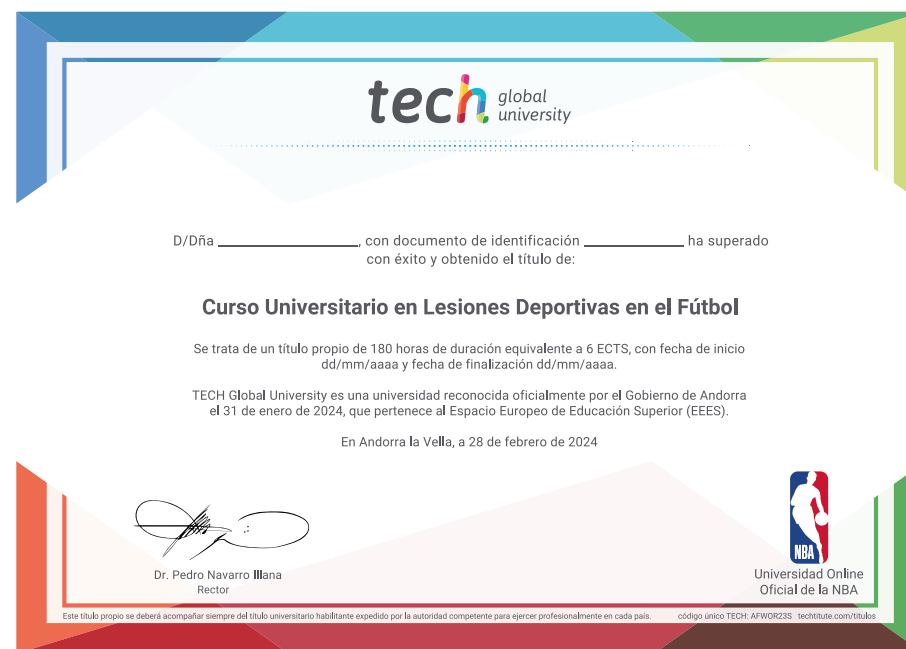 tech global university
D/Dña ____________________, con documento de identificación ______________ ha superado
con éxito y obtenido el título de:
Curso Universitario en Lesiones Deportivas en el Fútbol
Se trata de un título propio de 180 horas de duración equivalente a 6 ECTS, con fecha de inicio
dd/mm/aaaa y fecha de finalización dd/mm/aaaa.
TECH Global University es una universidad reconocida oficialmente por el Gobierno de Andorra
el 31 de enero de 2024, que pertenece al Espacio Europeo de Educación Superior (EEES).
En Andorra la Vella, a 28 de febrero de 2024
Dr. Pedro Navarro Illana
Rector
NBA
Universidad Online
Oficial de la NBA
Este título propio se deberá acompañar siempre del título universitario habilitante expedido por la autoridad competente para ejercer profesionalmente en cada país.
código único TECH: AFWOR23S techtitute.com/titulos